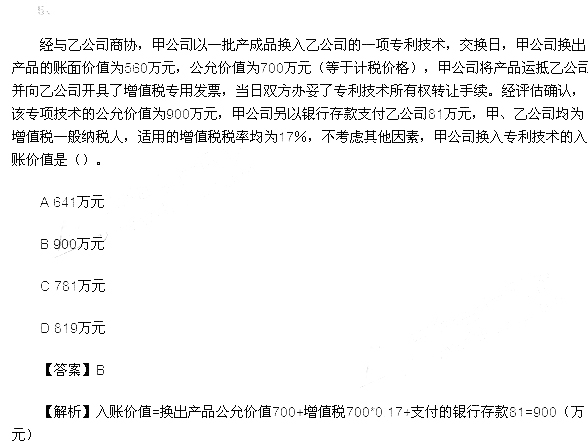 5、
经与乙公司商协，甲公司以一批产成品换入乙公司的一项专利技术，交换日，甲公司换出
产品的账面价值为560万元，公允价值为700万元（等于计税价格），甲公司将产品运抵乙公司
并向乙公司开具了增值税专用发票，当日双方办妥了专利技术所有权转让手续。经评估确认，
该专项技术的公允价值为900万元，甲公司另以银行存款支付乙公司81万元，甲、乙公司均为
增值税一般纳税人，适用的增值税税率均为17%，不考虑其他因素，甲公司换入专利技术的入
账价值是（）。
A 641万元
B 900万元
C 781万元
D 819万元
【答案】B
【解析】入账价值=换出产品公允价值700+增值税700*0 17+支付的银行存款81=900（万
元）